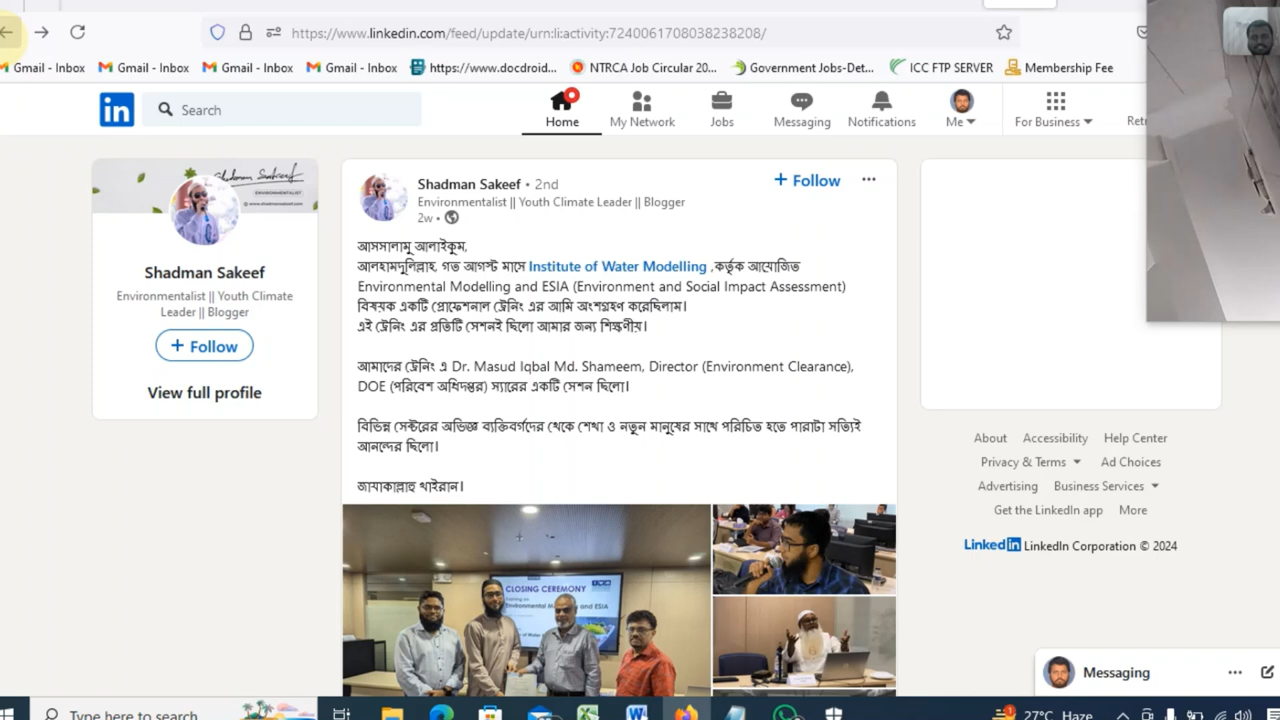 https://www.linkedin.com/feed/update/urn:li:activity:7240061708038238208/
Gmail - Inbox
Gmail - Inbox
Gmail - Inbox
Gmail - Inbox
https://www.docdroid...
NTRCA Job Circular 20...
Government Jobs-Det...
ICC FTP SERVER
Membership Fee
in
Search
Home
My Network
Jobs
Messaging
Notifications
Me
For Business
Shadman Sakeef
ENVIRONMENTALIST
Shadman Sakeef
Environmentalist || Youth Climate
Leader || Blogger
+ Follow
View full profile
Shadman Sakeef • 2nd
Environmentalist || Youth Climate Leader || Blogger
2w •
+ Follow
আসসালামু আলাইকুম,
আলহামদুলিল্লাহ, গত আগস্ট মাসে Institute of Water Modelling ,কর্তৃক আয়োজিত
Environmental Modelling and ESIA (Environment and Social Impact Assessment)
বিষয়ক একটি প্রোফেশনাল ট্রেনিং এর আমি অংশগ্রহণ করেছিলাম।
এই ট্রেনিং এর প্রতিটি সেশনই ছিলো আমার জন্য শিক্ষণীয়।
আমাদের ট্রেনিং এ Dr. Masud Iqbal Md. Shameem, Director (Environment Clearance),
DOE (পরিবেশ অধিদপ্তর) স্যারের একটি সেশন ছিলো।
বিভিন্ন সেক্টরের অভিজ্ঞ ব্যক্তিবর্গদের থেকে শেখা ও নতুন মানুষের সাথে পরিচিত হতে পারাটা সত্যিই
আনন্দের ছিলো।
জাযাকাল্লাহু খাইরান।
CLOSING CEREMONY
About
Accessibility
Help Center
Privacy & Terms
Ad Choices
Advertising
Business Services
Get the LinkedIn app
More
LinkedIn LinkedIn Corporation © 2024
Messaging
Type here to search
27°C Haze